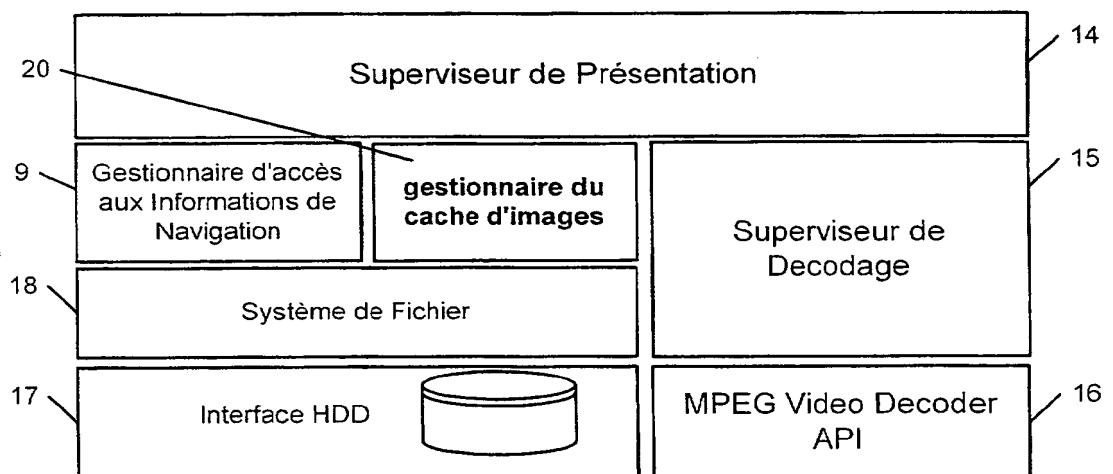 14
20
Superviseur de Présentation
9
Gestionnaire d'accès
aux Informations de
Navigation
gestionnaire du
cache d'images
15
Superviseur de
Decodage
18
Système de Fichier
17
Interface HDD
MPEG Video Decoder
API
16